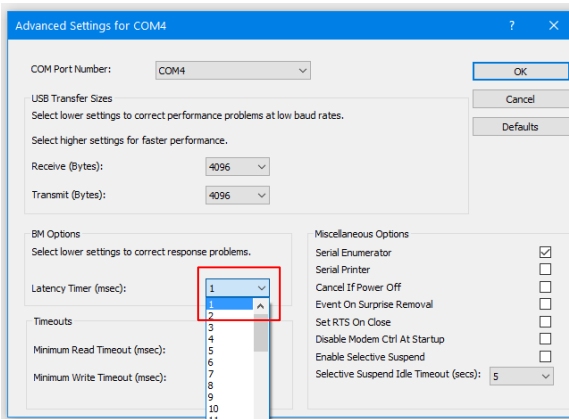 Advanced Settings for COM4 ? ✕
COM Port Number: COM4
OK
USB Transfer Sizes
Cancel
Select lower settings to correct performance problems at low baud rates.
Defaults
Select higher settings for faster performance.
Receive (Bytes): 4096
Transmit (Bytes): 4096
BM Options
Select lower settings to correct response problems.
Latency Timer (msec): 1
1
2
3
4
5
6
7
8
9
10
Timeouts
Minimum Read Timeout (msec):
Minimum Write Timeout (msec):
Miscellaneous Options
Serial Enumerator
Serial Printer
Cancel If Power Off
Event On Surprise Removal
Set RTS On Close
Disable Modem Ctrl At Startup
Enable Selective Suspend
Selective Suspend Idle Timeout (secs): 5